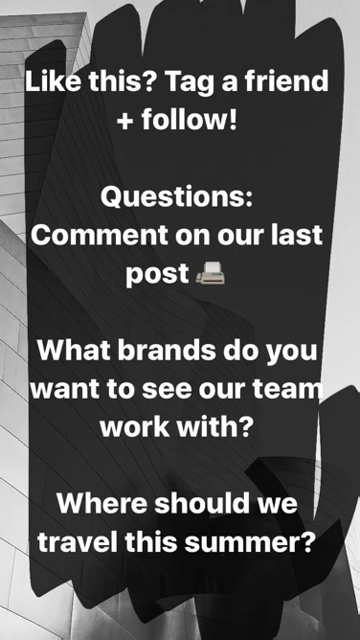 Like this? Tag a friend
+ follow!
Questions:
Comment on our last
post 📠
What brands do you
want to see our team
work with?
Where should we
travel this summer?